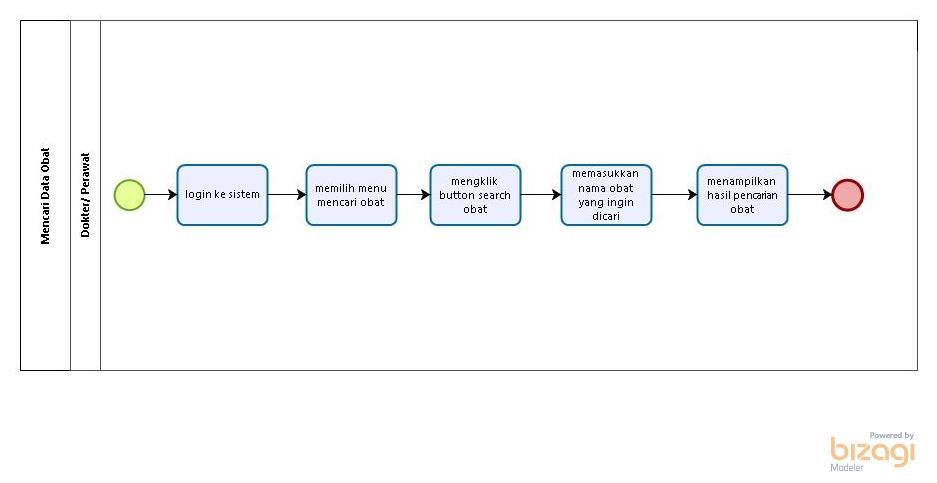 Mencari Data Obat
Dokter/ Perawat
login ke sistem
memilih menu
mencari obat
mengklik
button search
obat
memasukkan
nama obat
yang ingin
dicari
menampilkan
hasil pencarian
obat
Powered by
bizagi
Modeler